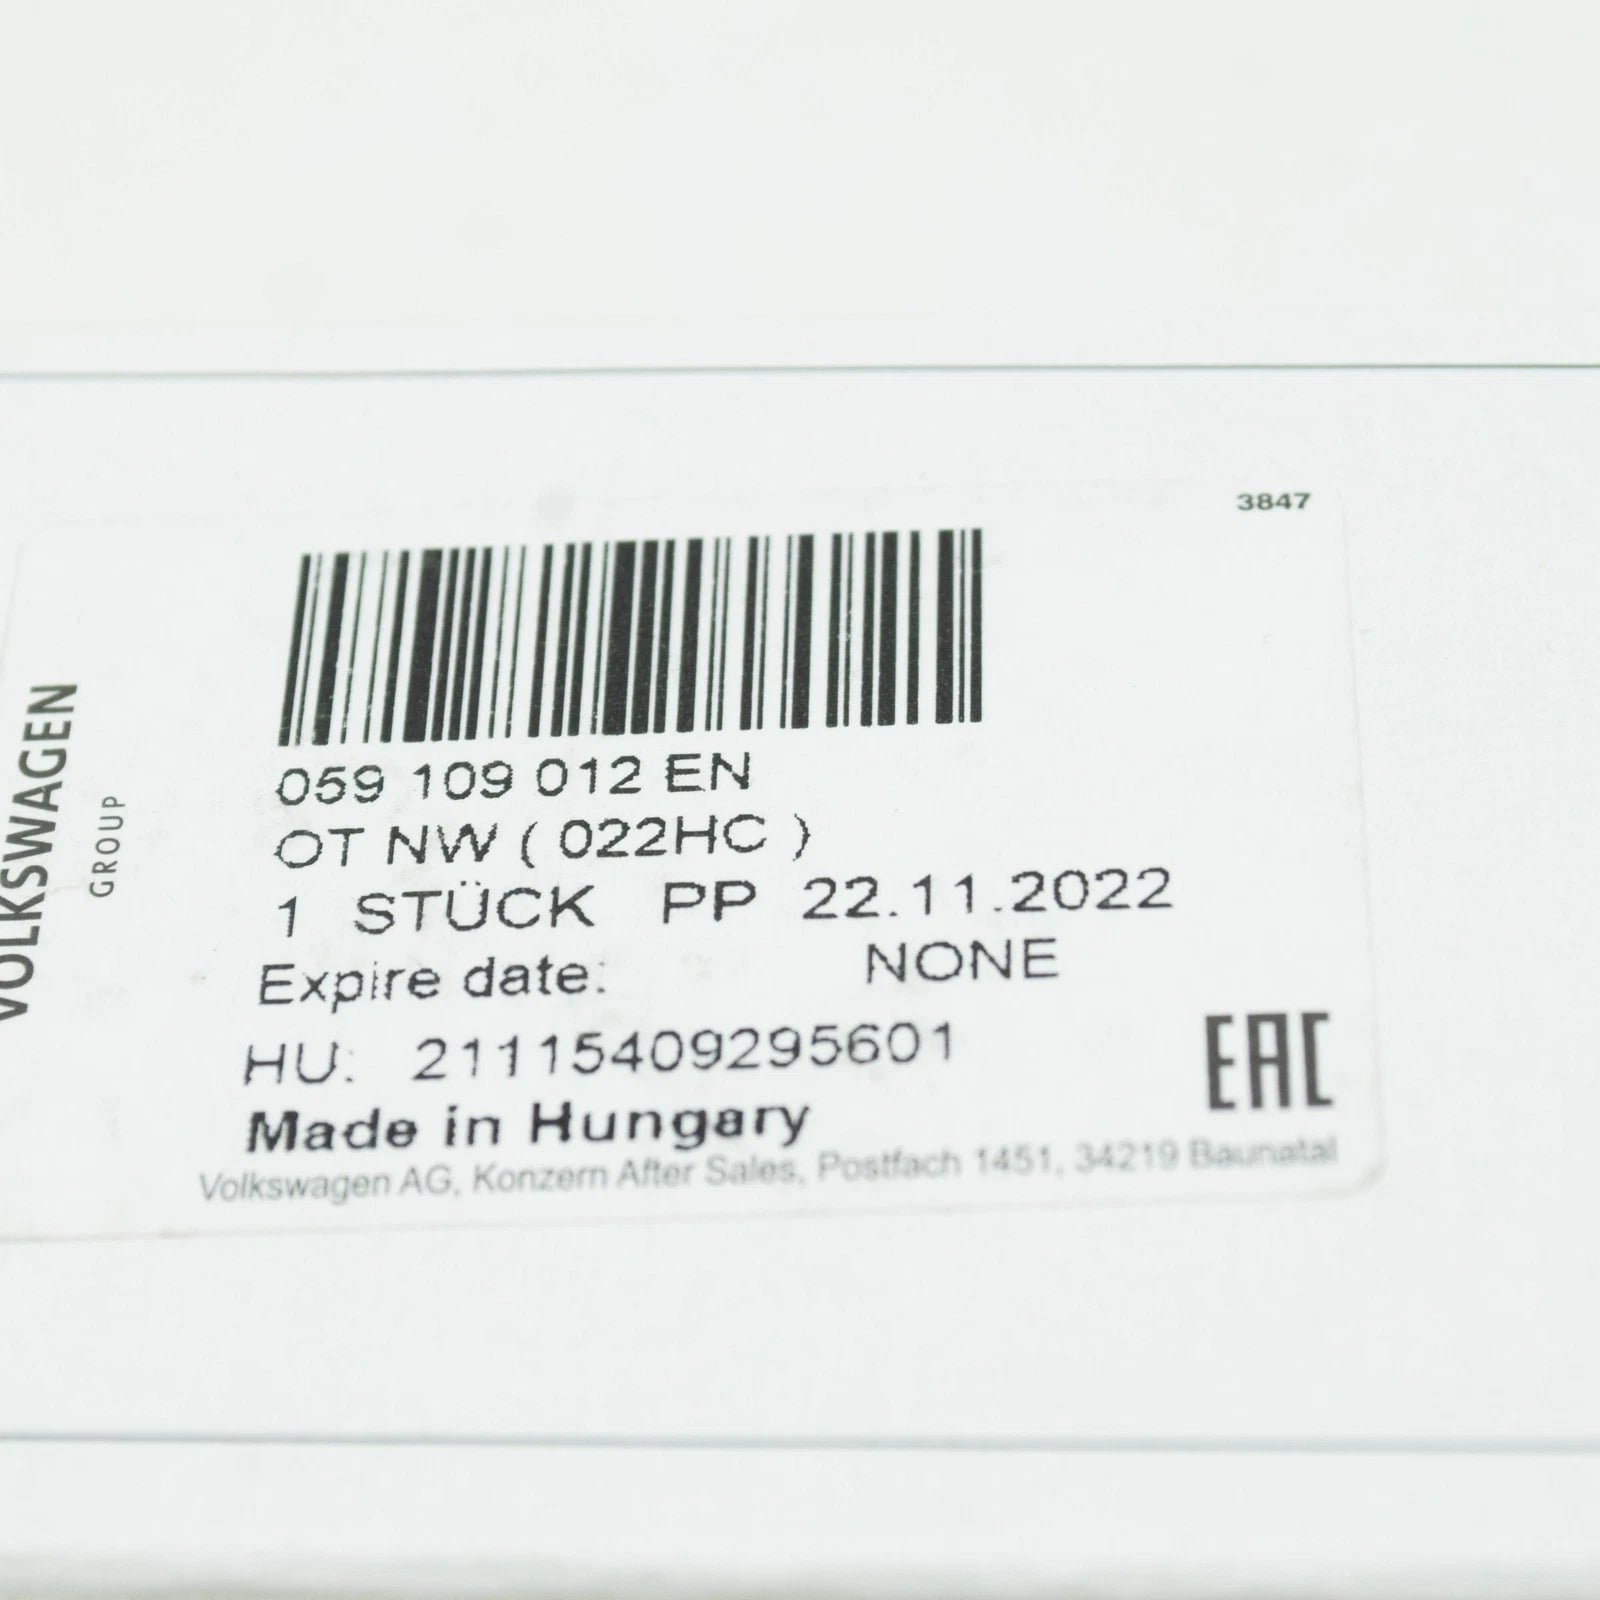 3847
VOLKSWAGEN
GROUP
059 109 012 EN
OT NW ( 022HC )
1 STÜCK PP 22.11.2022
Expire date: NONE
HU: 21115409295601
EAC
Made in Hungary
Volkswagen AG, Konzern After Sales, Postfach 1451, 34219 Baunatal